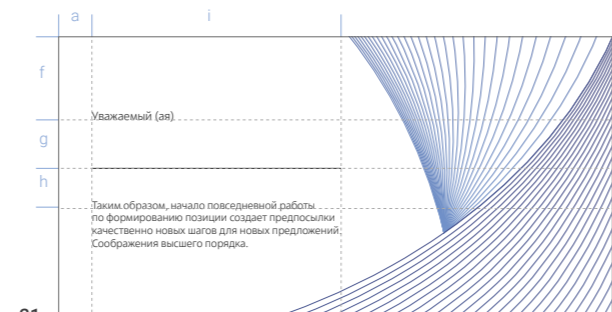 a
i
f
Уважаемый (ая)
g
h
Таким образом, начало повседневной работы
по формированию позиции создает предпосылки
качественно новых шагов для новых предложений.
Соображения высшего порядка.